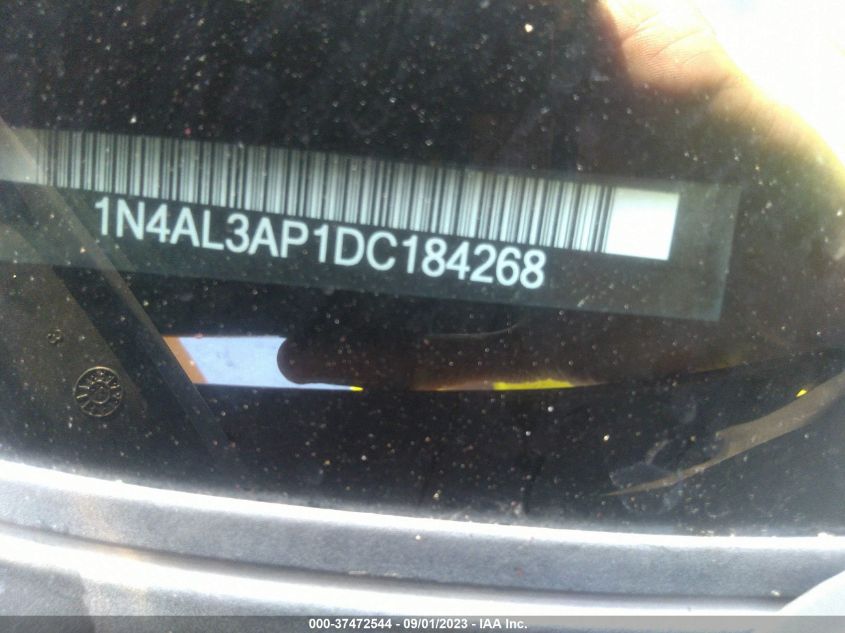 1N4AL3AP1DC184268
000-37472544 - 09/01/2023 - IAA Inc.